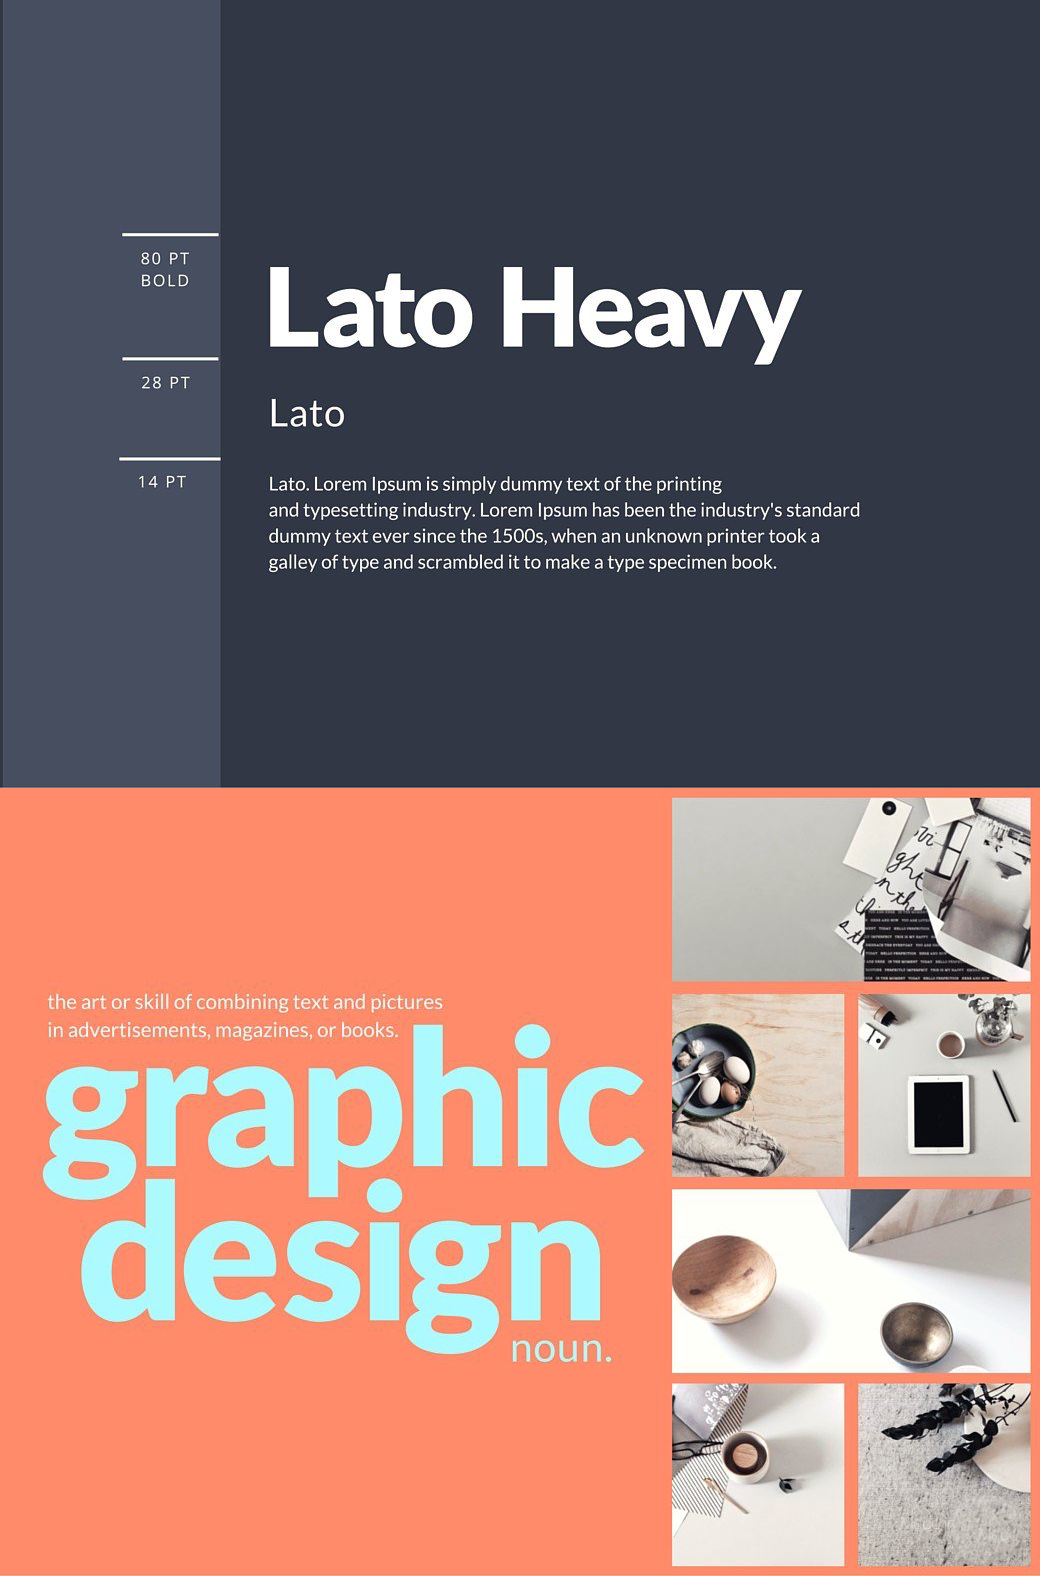 80 PT
BOLD
Lato Heavy
28 PT
Lato
14 PT
Lato. Lorem Ipsum is simply dummy text of the printing
and typesetting industry. Lorem Ipsum has been the industry's standard
dummy text ever since the 1500s, when an unknown printer took a
galley of type and scrambled it to make a type specimen book.
the art or skill of combining text and pictures
in advertisements, magazines, or books.
graphic
design
noun.